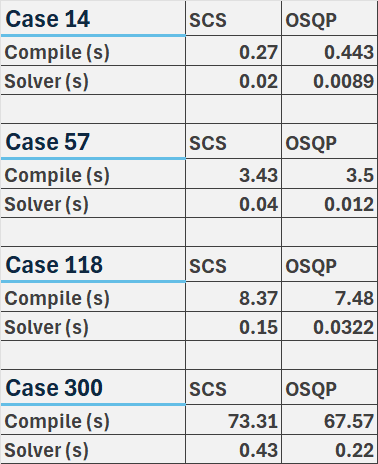 Case 14 SCS OSQP
Compile (s) 0.27 0.443
Solver (s) 0.02 0.0089
Case 57 SCS OSQP
Compile (s) 3.43 3.5
Solver (s) 0.04 0.012
Case 118 SCS OSQP
Compile (s) 8.37 7.48
Solver (s) 0.15 0.0322
Case 300 SCS OSQP
Compile (s) 73.31 67.57
Solver (s) 0.43 0.22